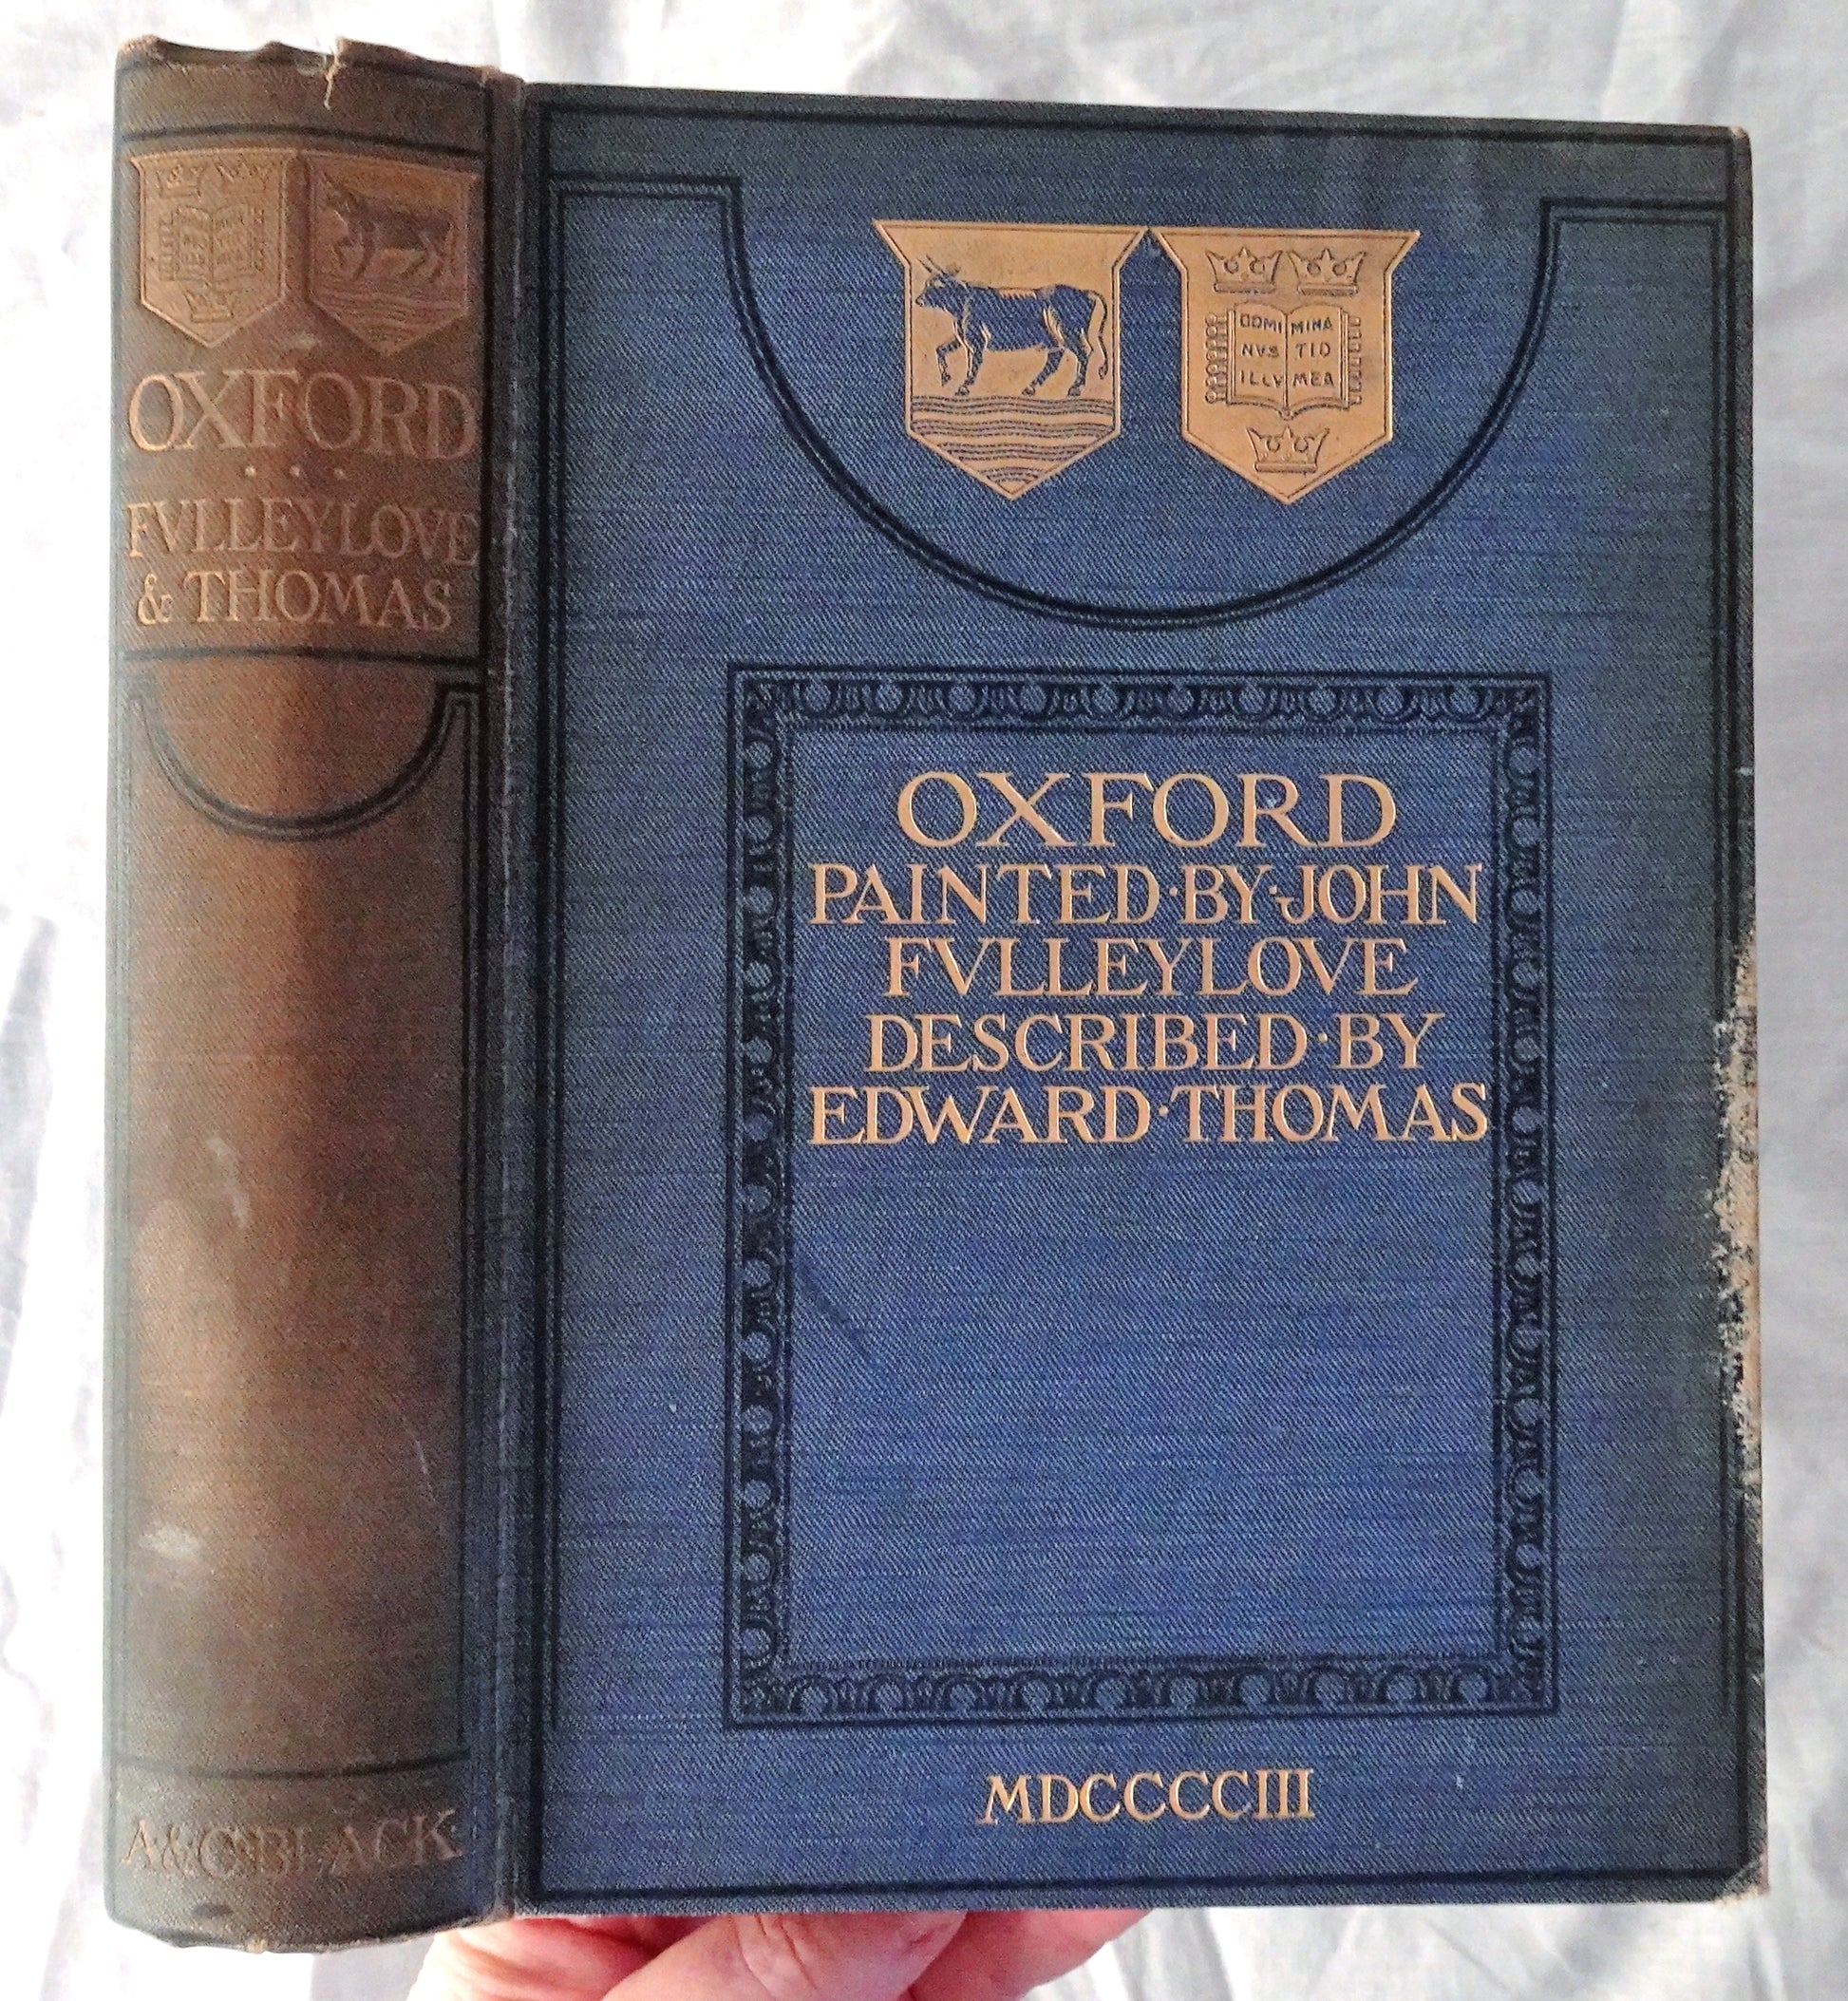 OXFORD
FVLLEYLOVE
& THOMAS
A&C·BLACK
DOMI MINA
NVS TIO
ILLV MEA
OXFORD
PAINTED·BY·JOHN
FVLLEYLOVE
DESCRIBED·BY
EDWARD·THOMAS
MDCCCCIII